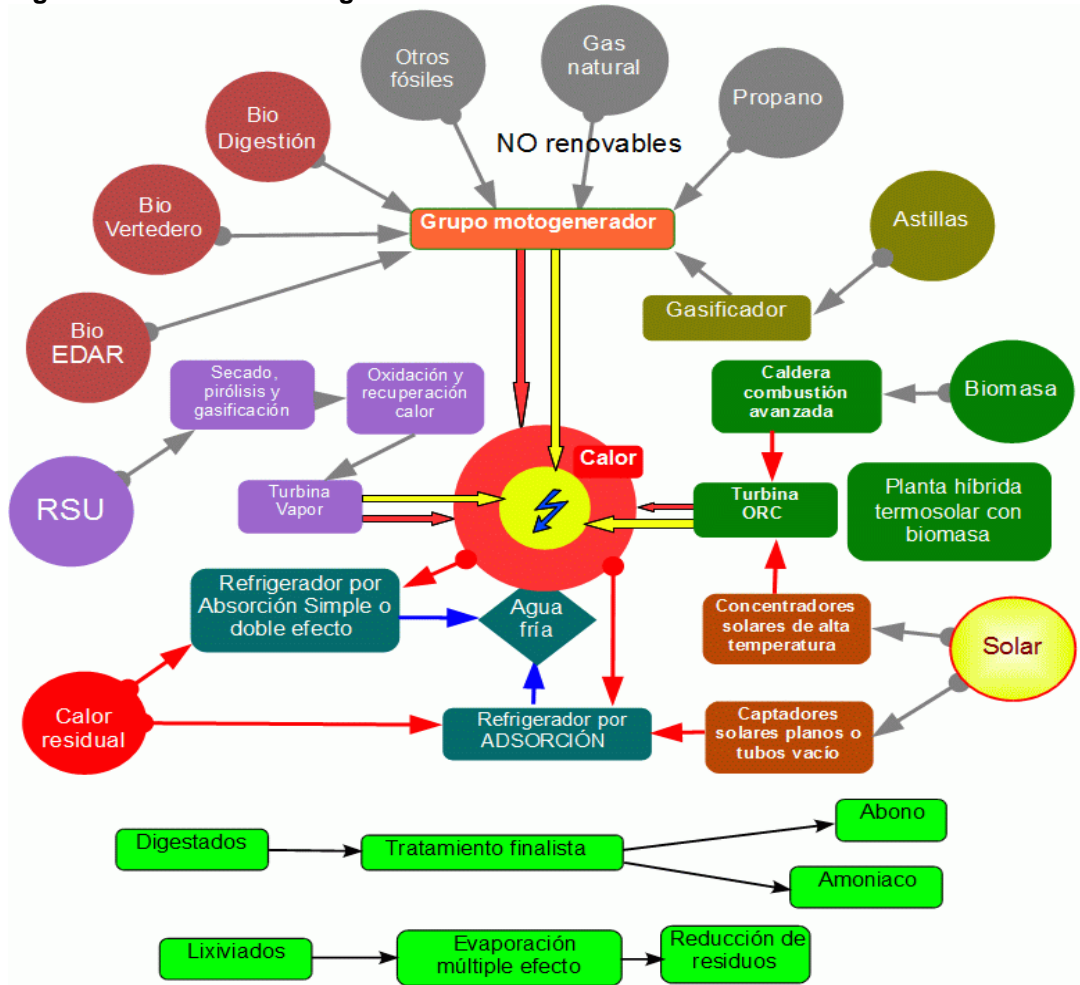 Otros
fósiles
Gas
natural
Propano
Bio
Digestión
NO renovables
Bio
Vertedero
Grupo motogenerador
Astillas
Bio
EDAR
Gasificador
Secado,
pirólisis y
gasificación
Oxidación y
recuperación
calor
Caldera
combustión
avanzada
Biomasa
RSU
Calor
Turbina
Vapor
Turbina
ORC
Planta híbrida
termosolar con
biomasa
Refrigerador por
Absorción Simple o
doble efecto
Agua
fría
Concentradores
solares de alta
temperatura
Solar
Calor
residual
Refrigerador por
ADSORCIÓN
Captadores
solares planos o
tubos vacío
Digestados
Tratamiento finalista
Abono
Amoniaco
Lixiviados
Evaporación
múltiple efecto
Reducción de
residuos